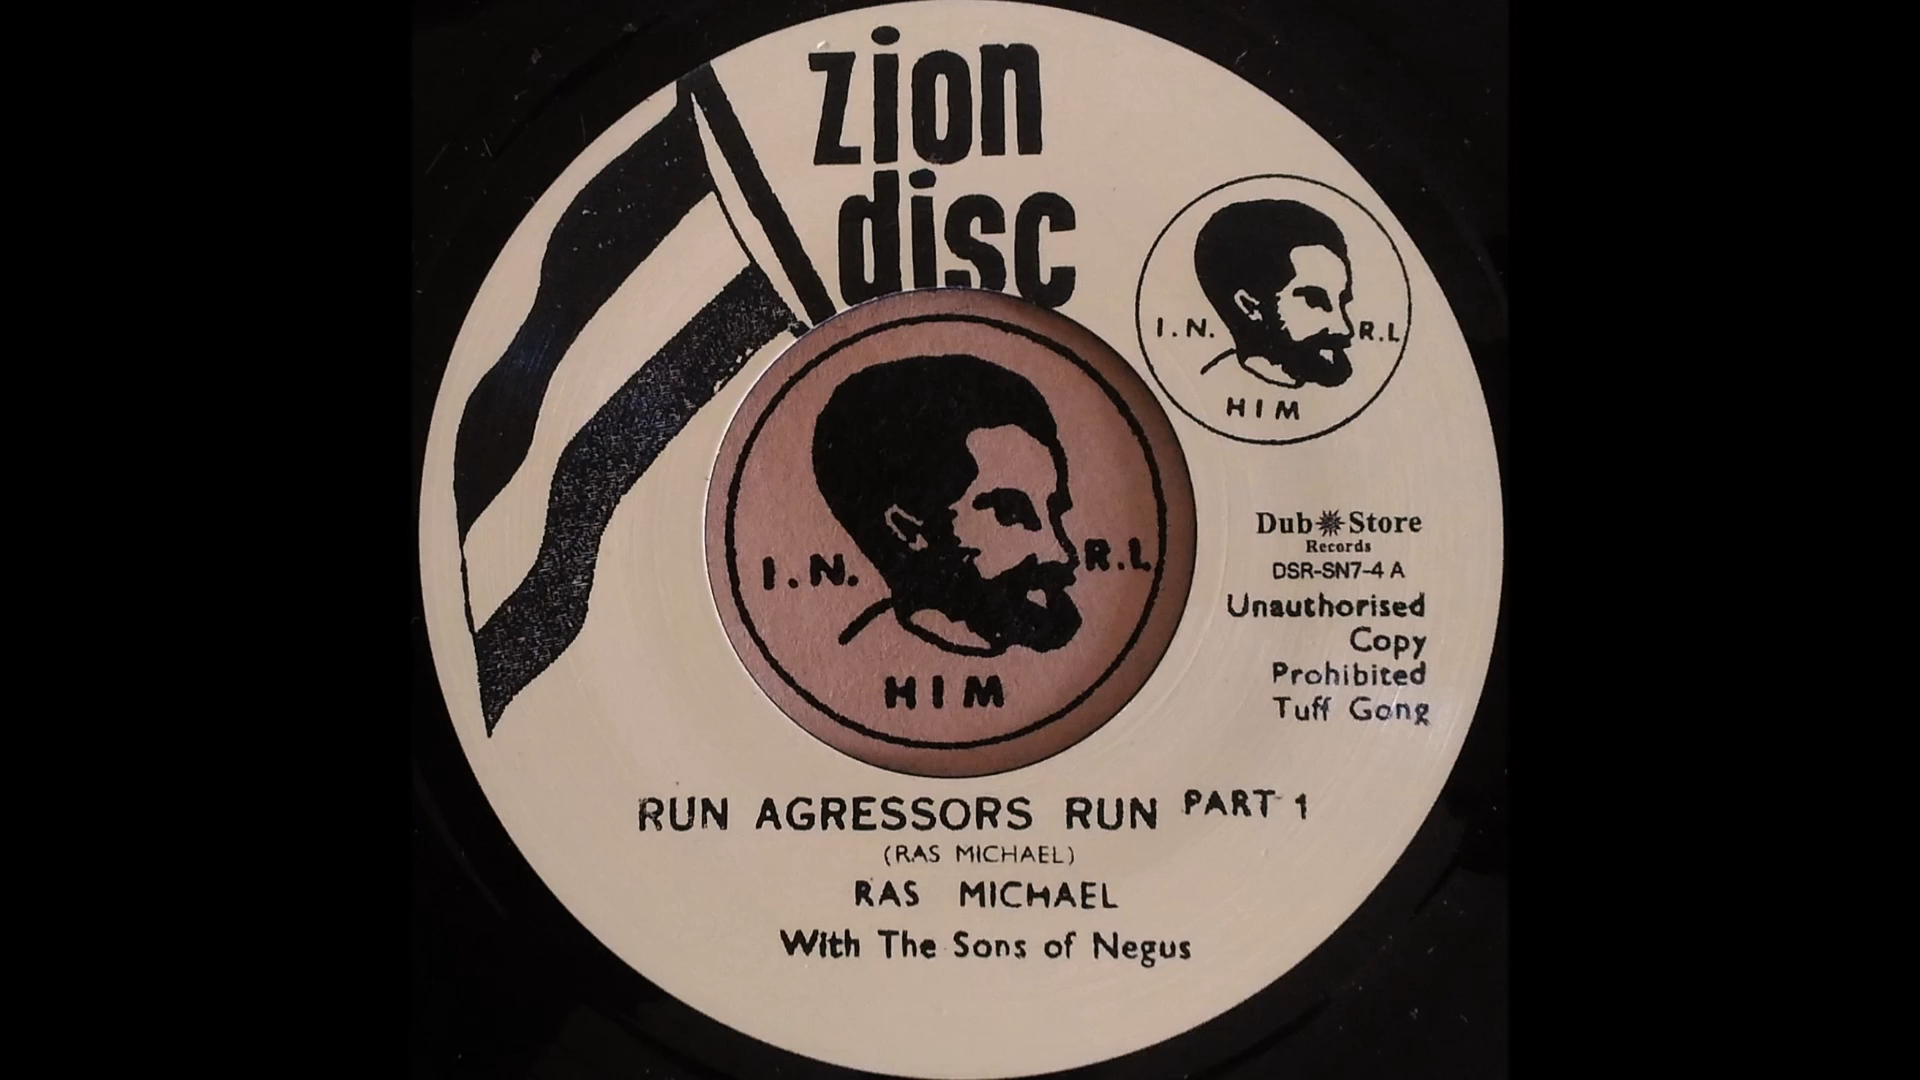 zion
disc
I.N. R.L
HIM
I.N. R.L
HIM
Dub Store
Records
DSR-SN7-4 A
Unauthorised
Copy
Prohibited
Tuff Gong
RUN AGRESSORS RUN PART 1
(RAS MICHAEL)
RAS MICHAEL
With The Sons of Negus